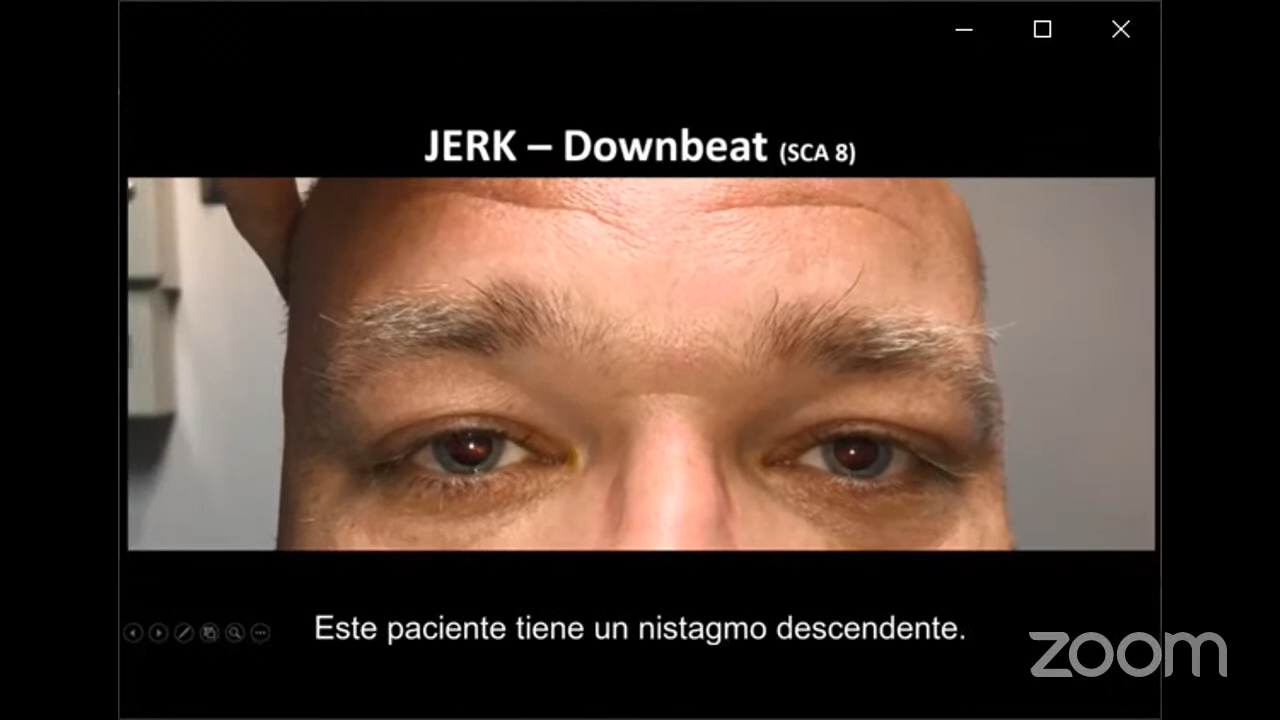 JERK – Downbeat (SCA 8)
Este paciente tiene un nistagmo descendente.
zoom